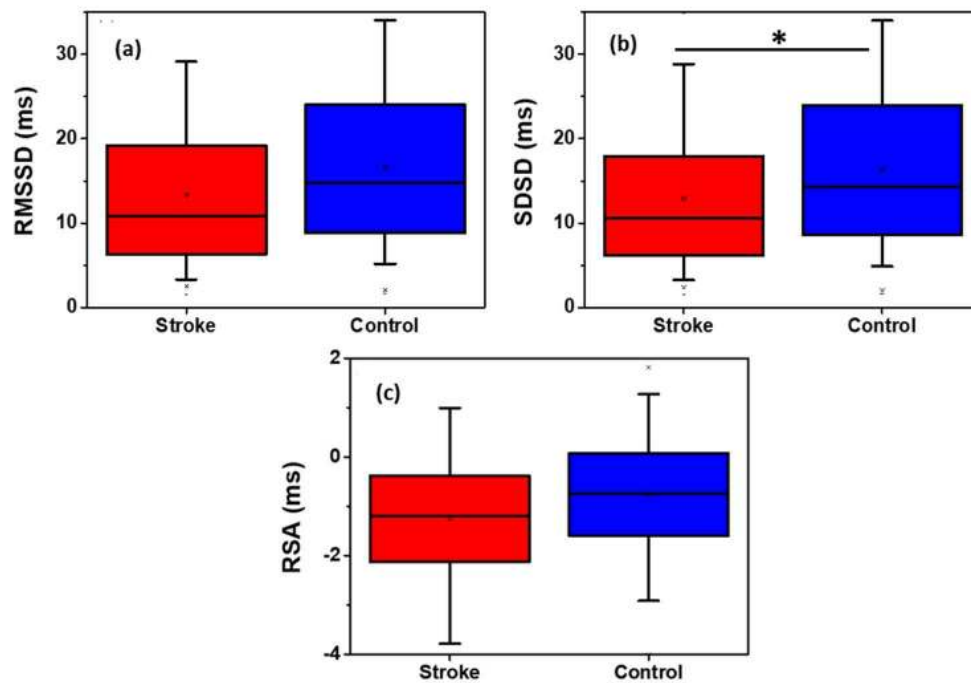 (a)
RMSSD (ms)
30
20
10
0
Stroke Control
(b)
*
SDSD (ms)
30
20
10
0
Stroke Control
(c)
RSA (ms)
2
0
-2
-4
Stroke Control